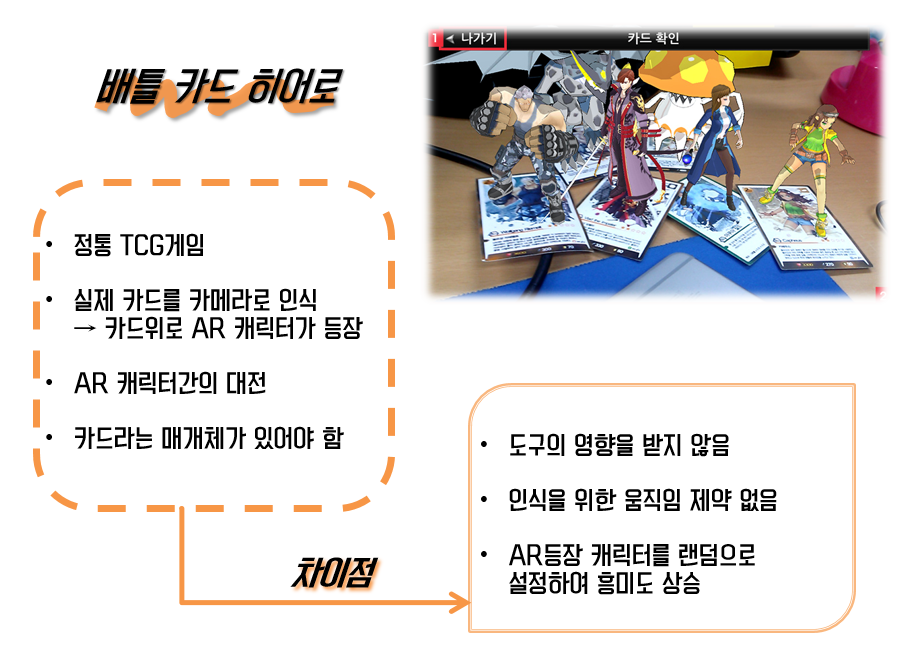 배틀 카드 히어로
1 나가기
카드 확인
• 정통 TCG게임
• 실제 카드를 카메라로 인식
→ 카드위로 AR 캐릭터가 등장
• AR 캐릭터간의 대전
• 카드라는 매개체가 있어야 함
차이점
• 도구의 영향을 받지 않음
• 인식을 위한 움직임 제약 없음
• AR등장 캐릭터를 랜덤으로
설정하여 흥미도 상승